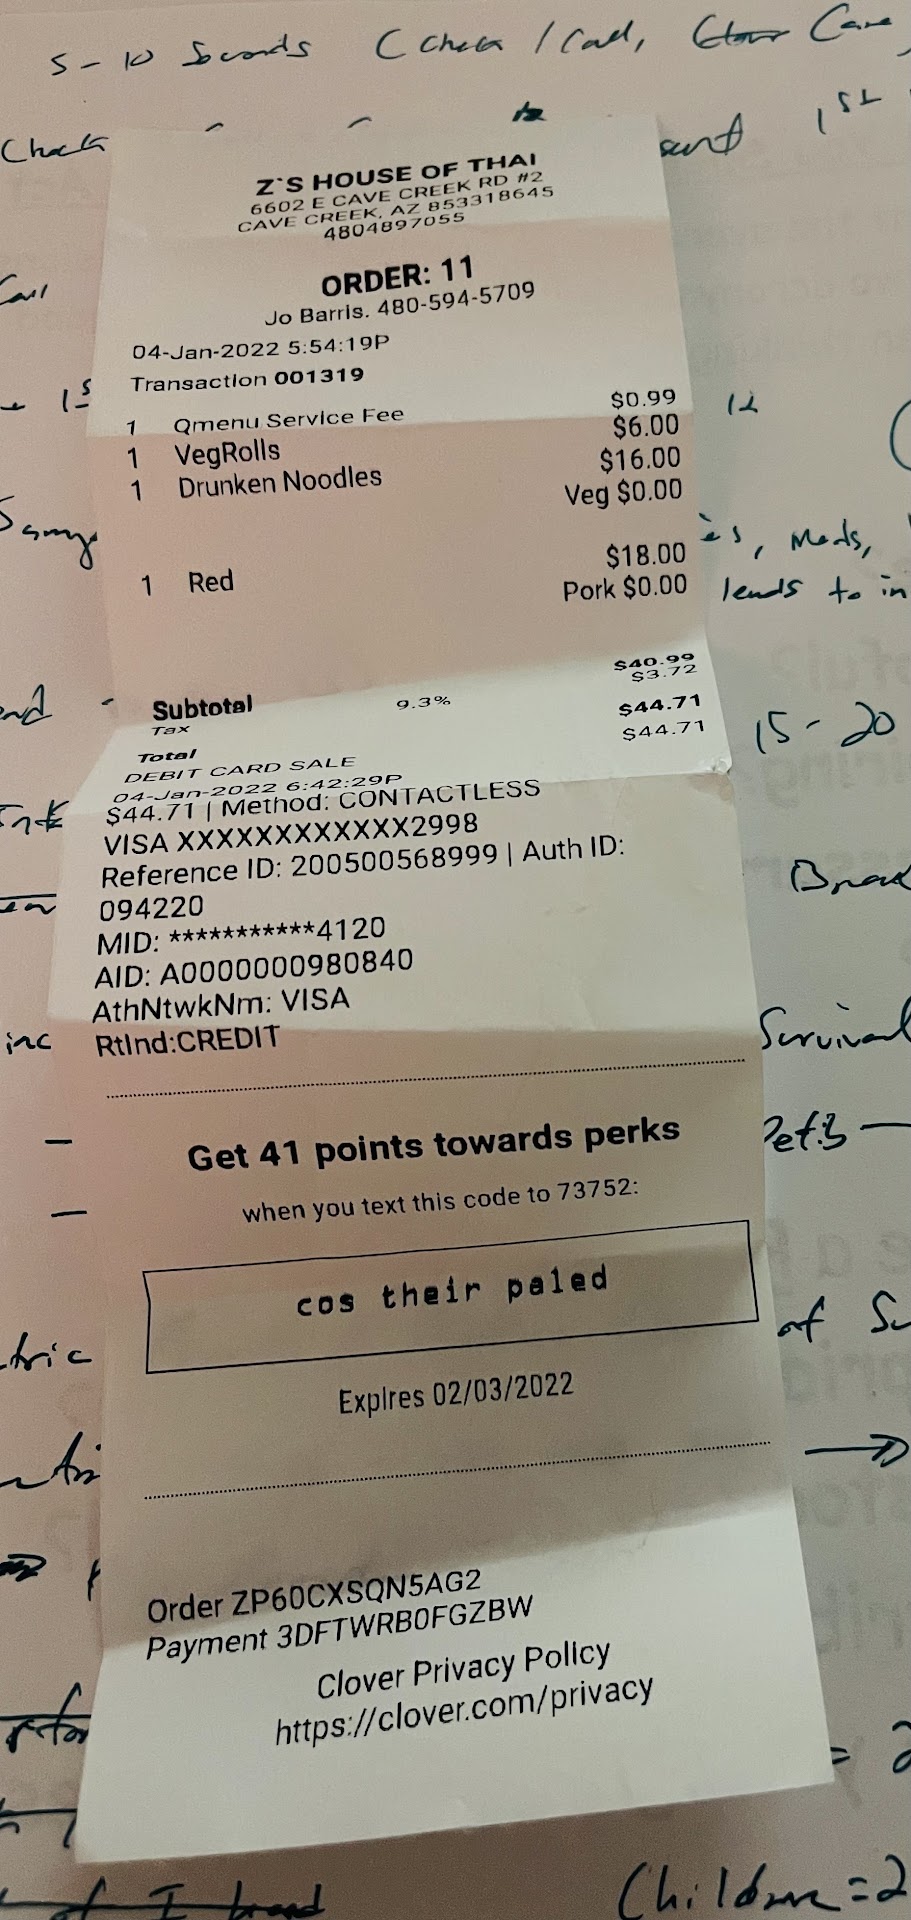 5 - 10 Seconds (Check / Call, Care
Check 1st
Z'S HOUSE OF THAI
6602 E CAVE CREEK RD #2
CAVE CREEK, AZ 853318645
4804897055
ORDER: 11
Jo Barris. 480-594-5709
04-Jan-2022 5:54:19P
Transaction 001319
1 Qmenu Service Fee $0.99
1 VegRolls $6.00
1 Drunken Noodles $16.00
Veg $0.00
, Meds,
1 Red $18.00
Pork $0.00
lends to in
$40.99
Subtotal
Tax 9.3% $3.72
Total $44.71
15-20
DEBIT CARD SALE $44.71
04-Jan-2022 6:42:29P
$44.71 | Method: CONTACTLESS
VISA XXXXXXXXXXXX2998
Reference ID: 200500568999 | Auth ID:
094220
MID: ***********4120
AID: A0000000980840
AthNtwkNm: VISA
RtInd:CREDIT
Survival
Get 41 points towards perks
when you text this code to 73752:
cos their paled
of Su
tric
Expires 02/03/2022
Order ZP60CXSQN5AG2
Payment 3DFTWRB0FGZBW
Clover Privacy Policy
https://clover.com/privacy
= 2
Children = 2